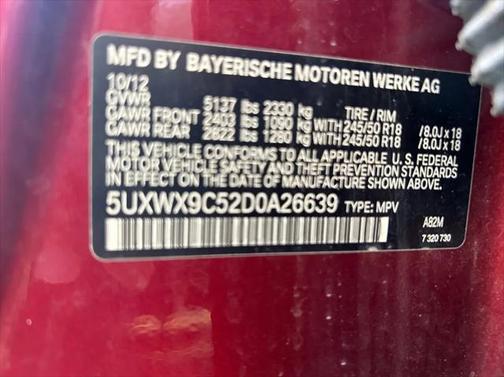 MFD BY BAYERISCHE MOTOREN WERKE AG
10/12
GVWR 5137 lbs 2330 kg TIRE / RIM
GAWR FRONT 2403 lbs 1090 kg WITH 245/50 R18 /8.0J x 18
GAWR REAR 2822 lbs 1280 kg WITH 245/50 R18 /8.0J x 18
THIS VEHICLE CONFORMS TO ALL APPLICABLE U.S. FEDERAL
MOTOR VEHICLE SAFETY AND THEFT PREVENTION STANDARDS
IN EFFECT ON THE DATE OF MANUFACTURE SHOWN ABOVE.
5UXWX9C52D0A26639 TYPE: MPV
A82M
7 320 730